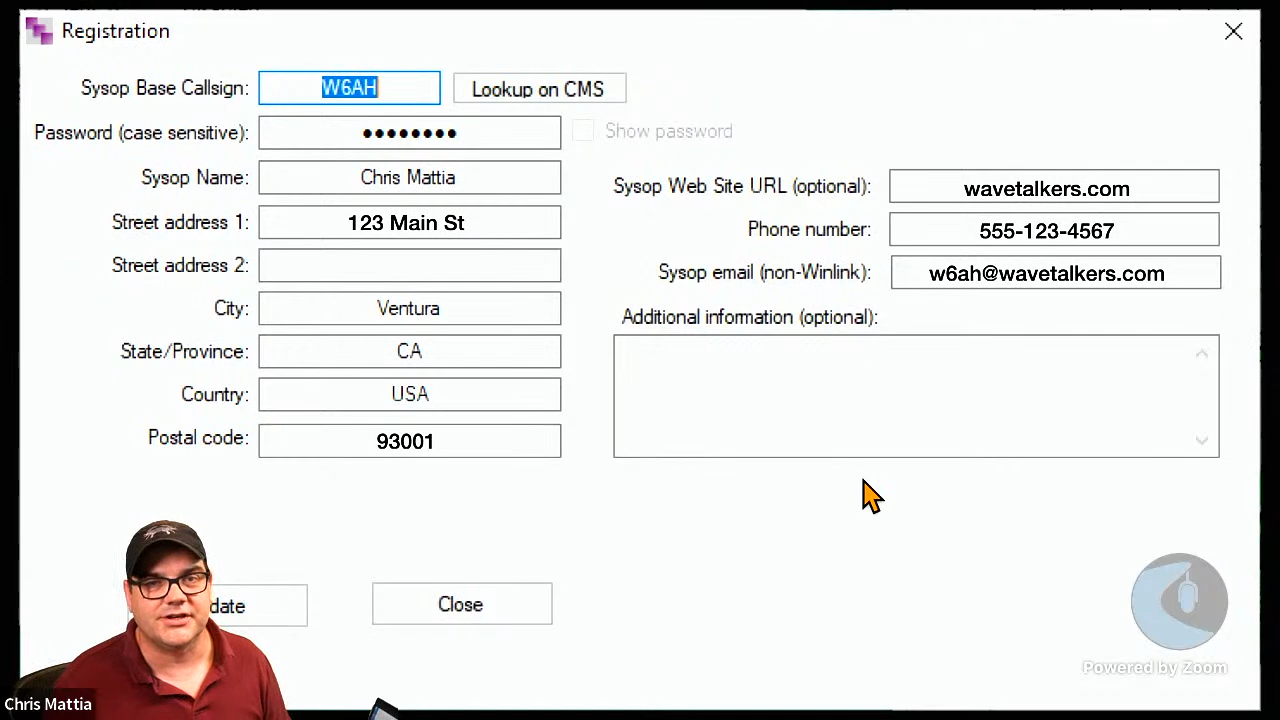 Registration
Sysop Base Callsign: W6AH Lookup on CMS
Password (case sensitive): ●●●●●●●● Show password
Sysop Name: Chris Mattia
Street address 1: 123 Main St
Street address 2:
City: Ventura
State/Province: CA
Country: USA
Postal code: 93001
Sysop Web Site URL (optional): wavetalkers.com
Phone number: 555-123-4567
Sysop email (non-Winlink): w6ah@wavetalkers.com
Additional information (optional):
date Close
Powered by Zoom
Chris Mattia